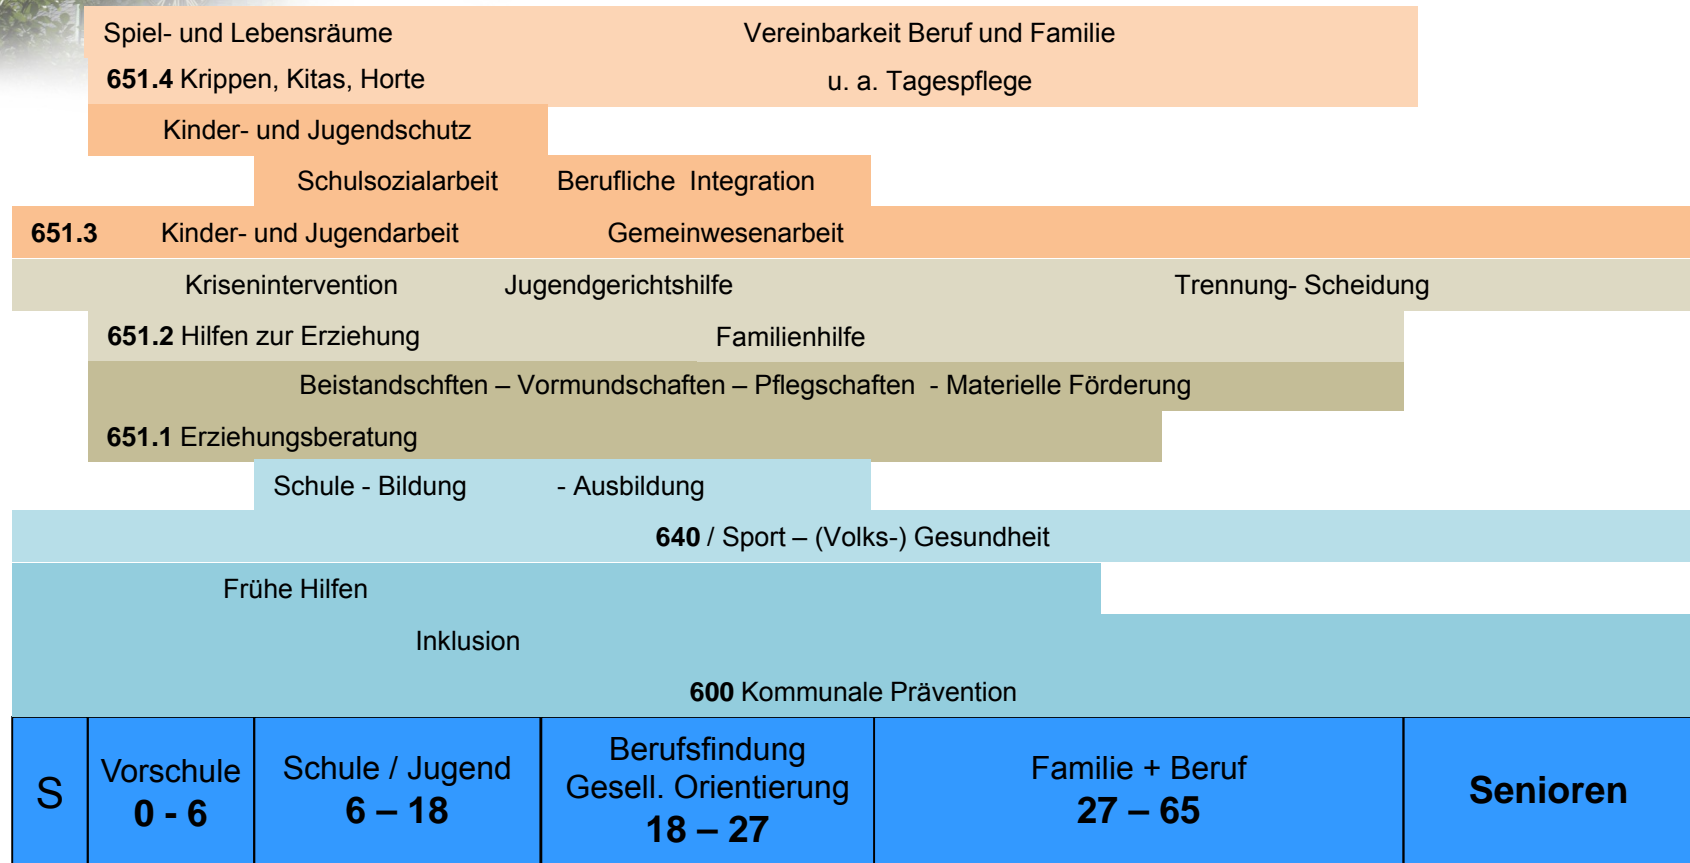 Spiel- und Lebensräume Vereinbarkeit Beruf und Familie
651.4 Krippen, Kitas, Horte u. a. Tagespflege
Kinder- und Jugendschutz
Schulsozialarbeit Berufliche Integration
651.3 Kinder- und Jugendarbeit Gemeinwesenarbeit
Krisenintervention Jugendgerichtshilfe Trennung- Scheidung
651.2 Hilfen zur Erziehung Familienhilfe
Beistandschften – Vormundschaften – Pflegschaften - Materielle Förderung
651.1 Erziehungsberatung
Schule - Bildung - Ausbildung
640 / Sport – (Volks-) Gesundheit
Frühe Hilfen
Inklusion
600 Kommunale Prävention
S
Vorschule
0 - 6
Schule / Jugend
6 – 18
Berufsfindung
Gesell. Orientierung
18 – 27
Familie + Beruf
27 – 65
Senioren